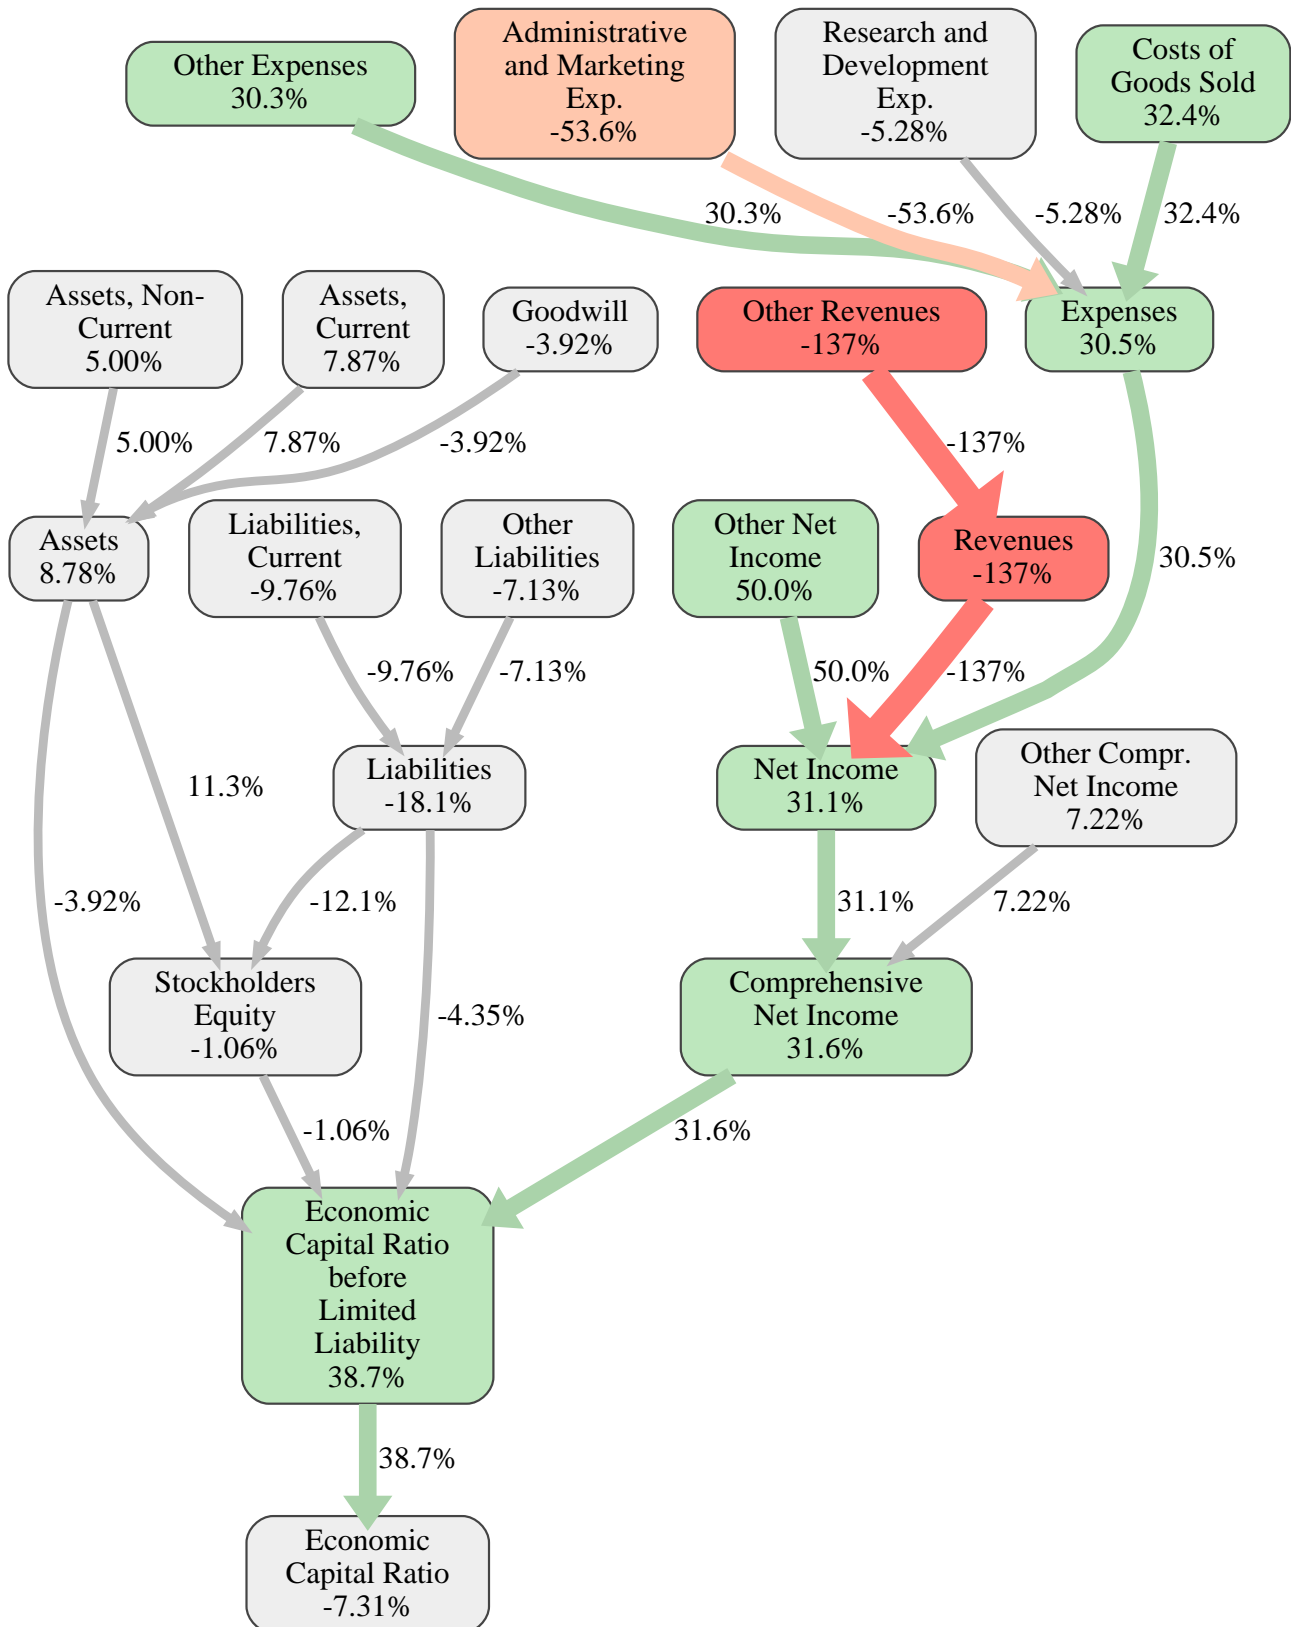 Other Expenses
30.3%
Administrative
and Marketing
Exp.
-53.6%
Research and
Development
Exp.
-5.28%
Costs of
Goods Sold
32.4%
30.3%
-53.6%
-5.28%
32.4%
Assets, Non-
Current
5.00%
Assets,
Current
7.87%
Goodwill
-3.92%
Other Revenues
-137%
Expenses
30.5%
5.00%
7.87%
-3.92%
-137%
Assets
8.78%
Liabilities,
Current
-9.76%
Other
Liabilities
-7.13%
Other Net
Income
50.0%
Revenues
-137%
30.5%
-9.76%
-7.13%
50.0%
-137%
11.3%
Liabilities
-18.1%
Net Income
31.1%
Other Compr.
Net Income
7.22%
-3.92%
-12.1%
31.1%
7.22%
Stockholders
Equity
-1.06%
-4.35%
Comprehensive
Net Income
31.6%
-1.06%
31.6%
Economic
Capital Ratio
before
Limited
Liability
38.7%
38.7%
Economic
Capital Ratio
-7.31%